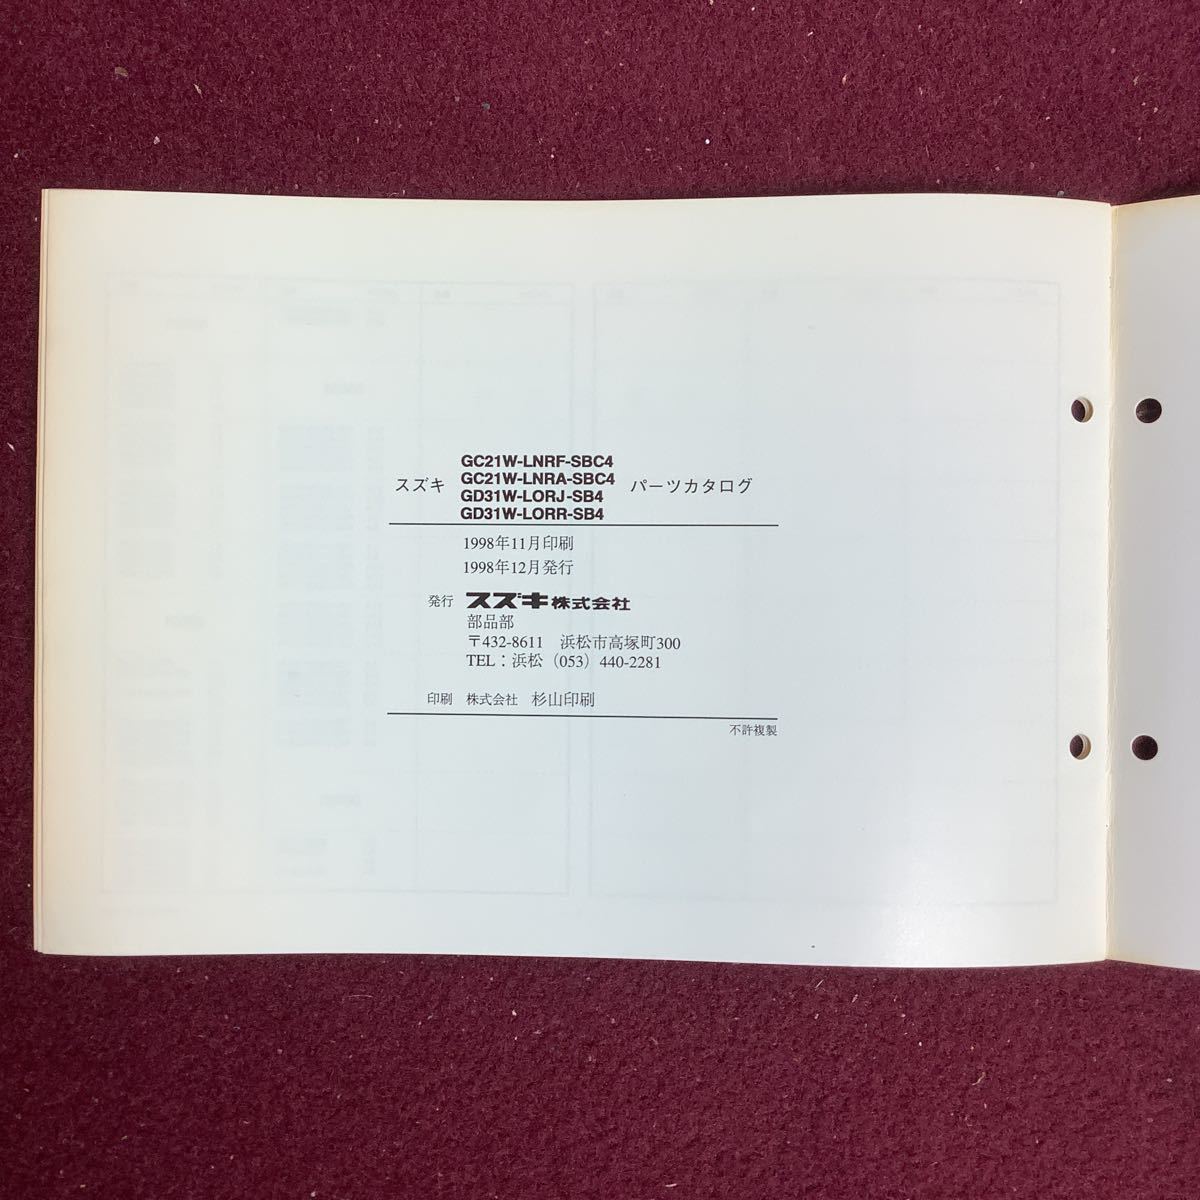 GC21W-LNRF-SBC4
スズキ GC21W-LNRA-SBC4 パーツカタログ
GD31W-LORJ-SB4
GD31W-LORR-SB4
1998年11月印刷
1998年12月発行
発行 スズキ株式会社
部品部
〒432-8611 浜松市高塚町300
TEL：浜松（053）440-2281
印刷 株式会社 杉山印刷
不許複製